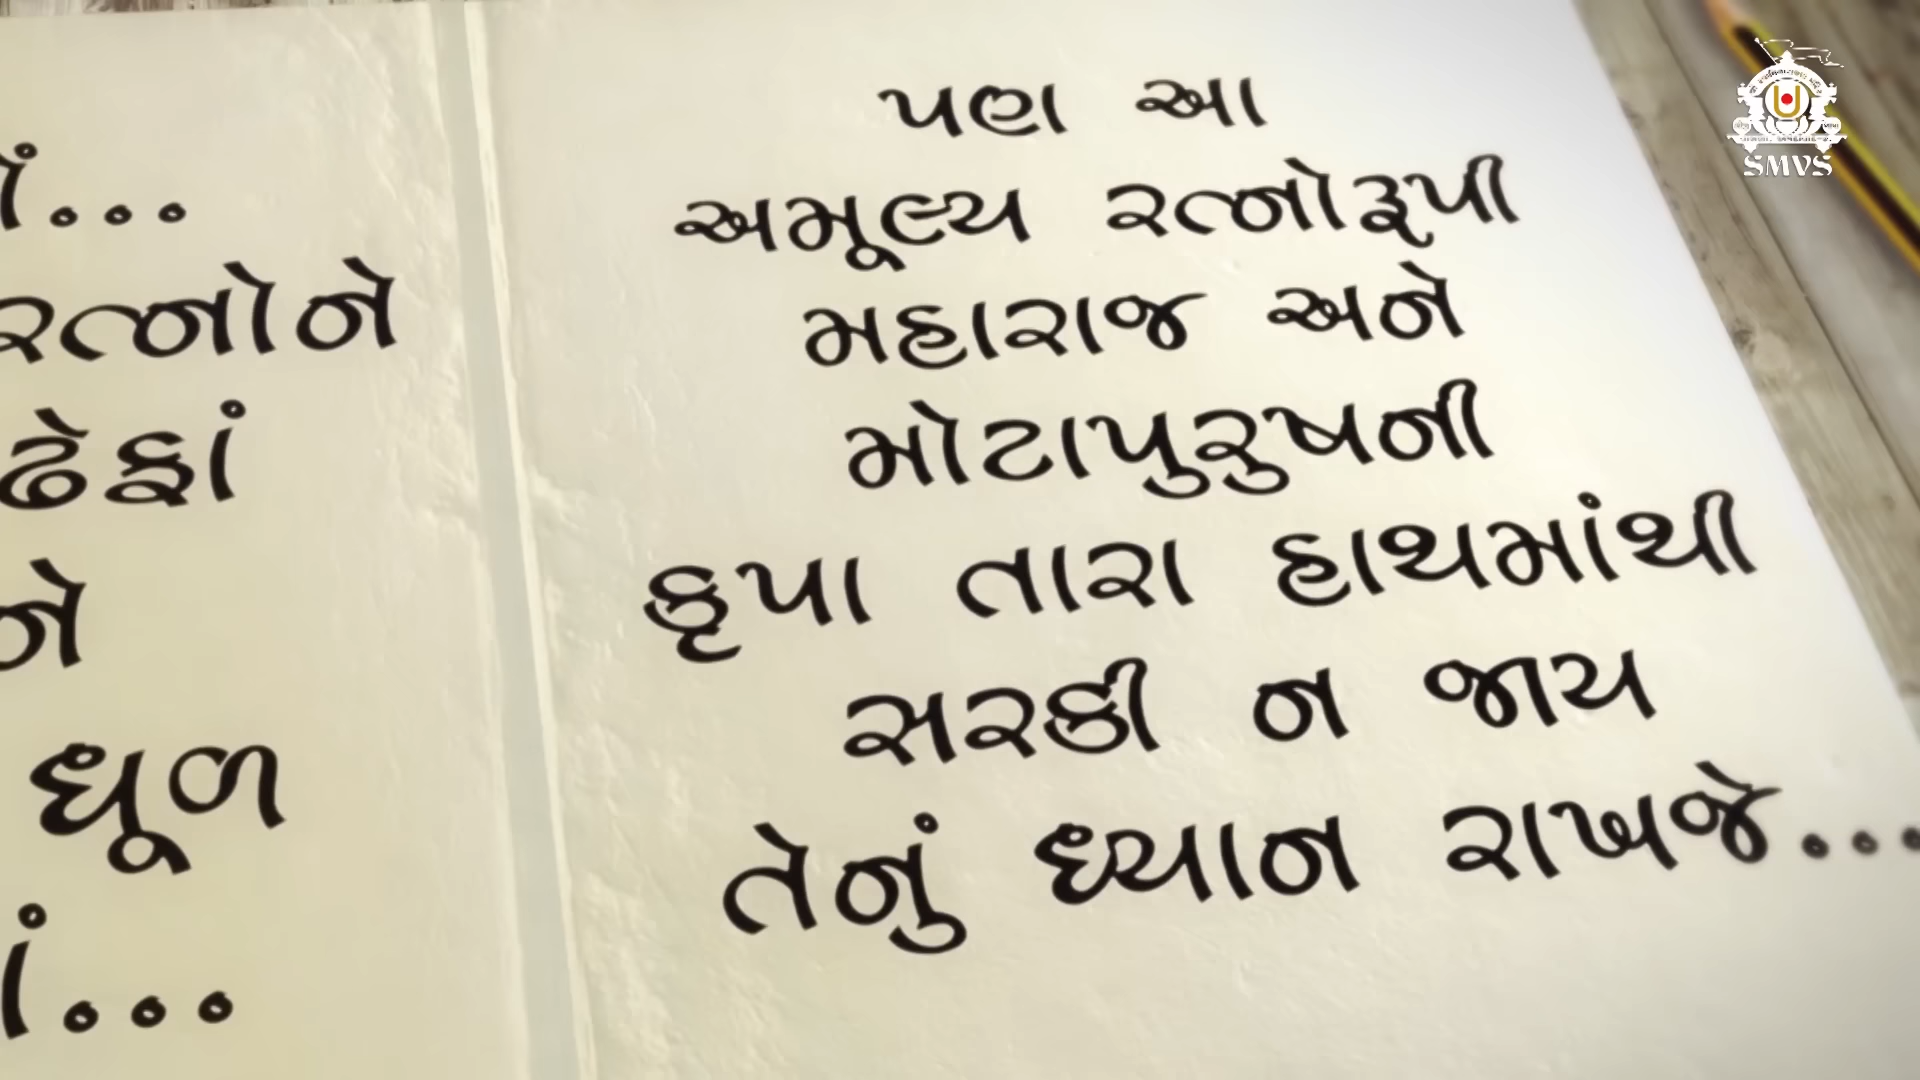 રત્નોને
ઢેફાં
ધૂળ
પણ આ
અમૂલ્ય રત્નોરૂપી
મહારાજ અને
મોટાપુરુષની
કૃપા તારા હાથમાંથી
સરકી ન જાય
તેનું ધ્યાન રાખજે...
SMVS